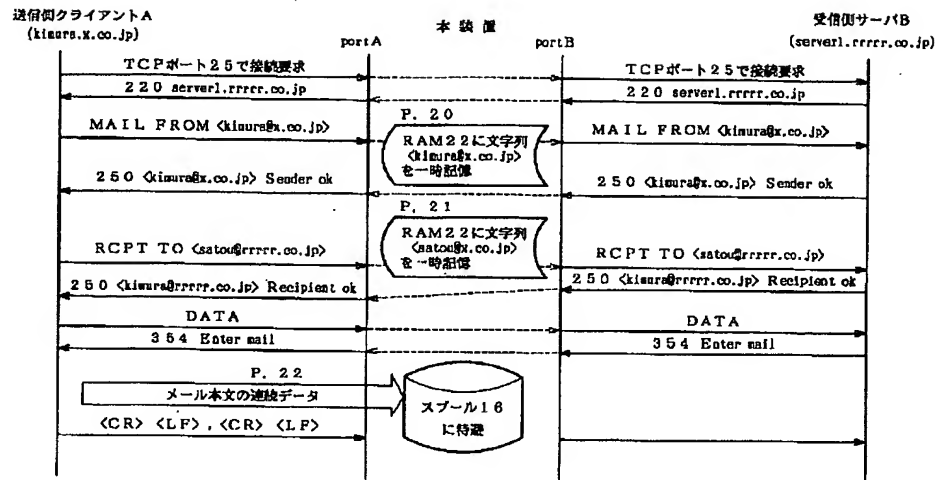 送信側クライアントA
(kimura.x.co.jp)
本装置
受信側サーバB
(server1.rrrrr.co.jp)
portA
portB
TCPポート25で接続要求
TCPポート25で接続要求
220 server1.rrrrr.co.jp
220 server1.rrrrr.co.jp
P. 20
MAIL FROM <kimura@x.co.jp>
RAM22に文字列
<kimura@x.co.jp>
を一時記憶
MAIL FROM <kimura@x.co.jp>
250 <kimura@x.co.jp> Sender ok
250 <kimura@x.co.jp> Sender ok
P. 21
RAM22に文字列
<satou@x.co.jp>
を一時記憶
RCPT TO <satou@rrrrr.co.jp>
RCPT TO <satou@rrrrr.co.jp>
250 <kimura@rrrrr.co.jp> Recipient ok
250 <kimura@rrrrr.co.jp> Recipient ok
DATA
DATA
354 Enter mail
354 Enter mail
P. 22
メール本文の連続データ
スプール16
に待避
<CR> <LF>, <CR> <LF>